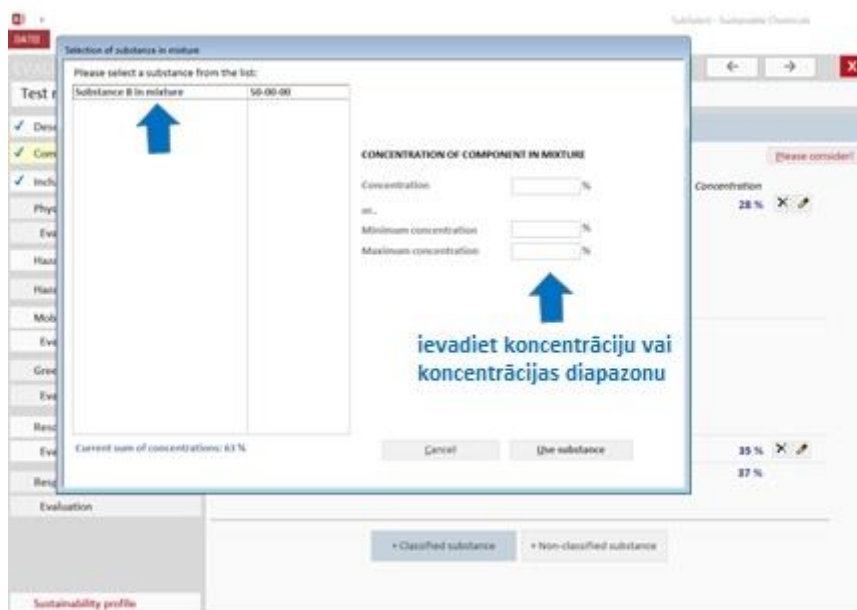 SubSelect - Sustainable Chemicals
DATEI
Selection of substance in mixture
Please select a substance from the list:
Substance B in mixture 50-00-00
Test
Please consider!
CONCENTRATION OF COMPONENT IN MIXTURE
Concentration %
or..
Minimum concentration %
Maximum concentration %
Concentration
28 %
ievadiet koncentrāciju vai
koncentrācijas diapazonu
Current sum of concentrations: 63 %
Cancel
Use substance
35 %
37 %
Evaluation
+ Classified substance
+ Non-classified substance
Sustainability profile